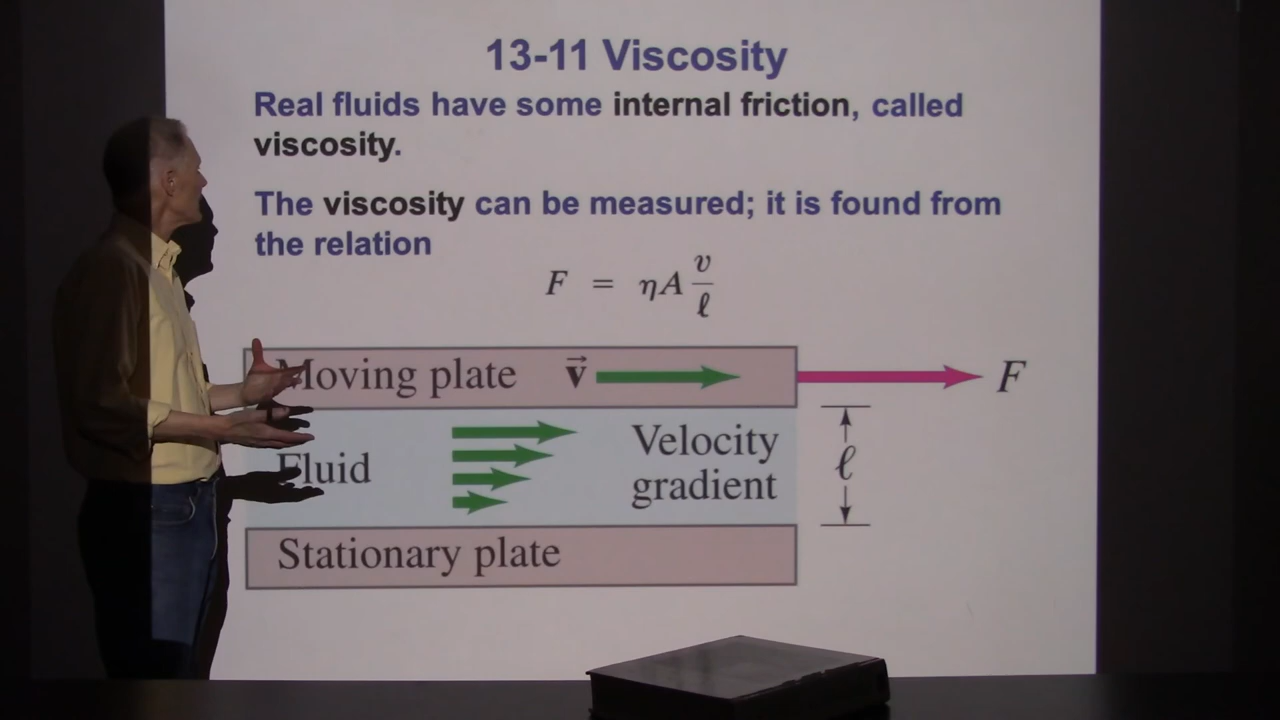 13-11 Viscosity
Real fluids have some internal friction, called
viscosity.
The viscosity can be measured; it is found from
the relation
F = ηA v/ℓ
Moving plate v⃗
F
Fluid
Velocity
gradient
ℓ
Stationary plate